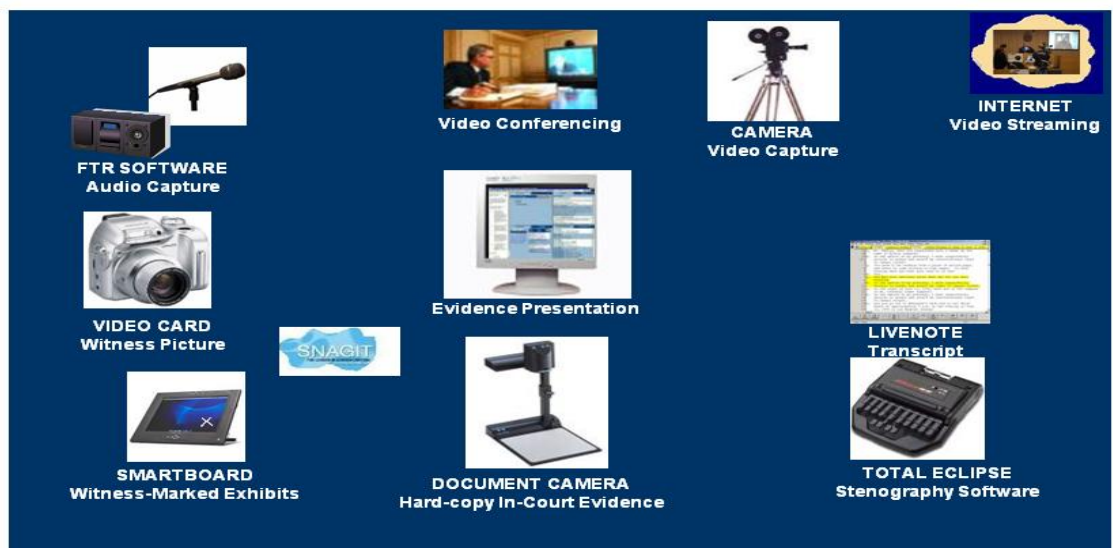 Video Conferencing
CAMERA
Video Capture
INTERNET
Video Streaming
FTR SOFTWARE
Audio Capture
Evidence Presentation
VIDEO CARD
Witness Picture
SNAGIT
LIVENOTE
Transcript
SMARTBOARD
Witness-Marked Exhibits
DOCUMENT CAMERA
Hard-copy In-Court Evidence
TOTAL ECLIPSE
Stenography Software